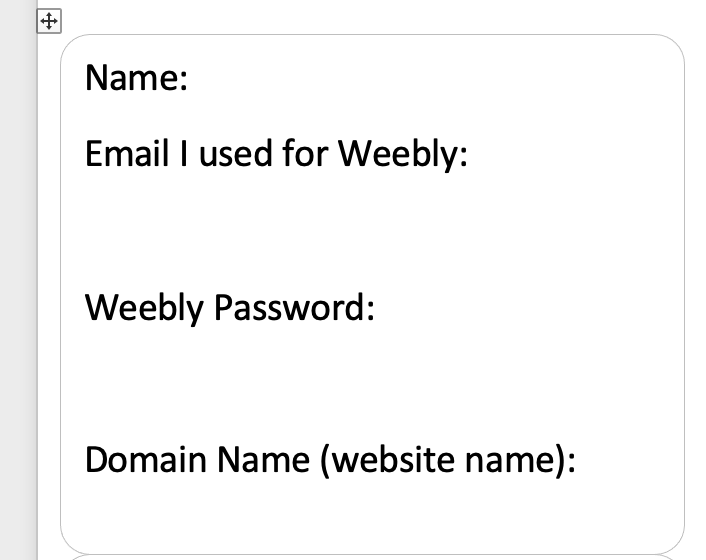 Name:
Email I used for Weebly:
Weebly Password:
Domain Name (website name):